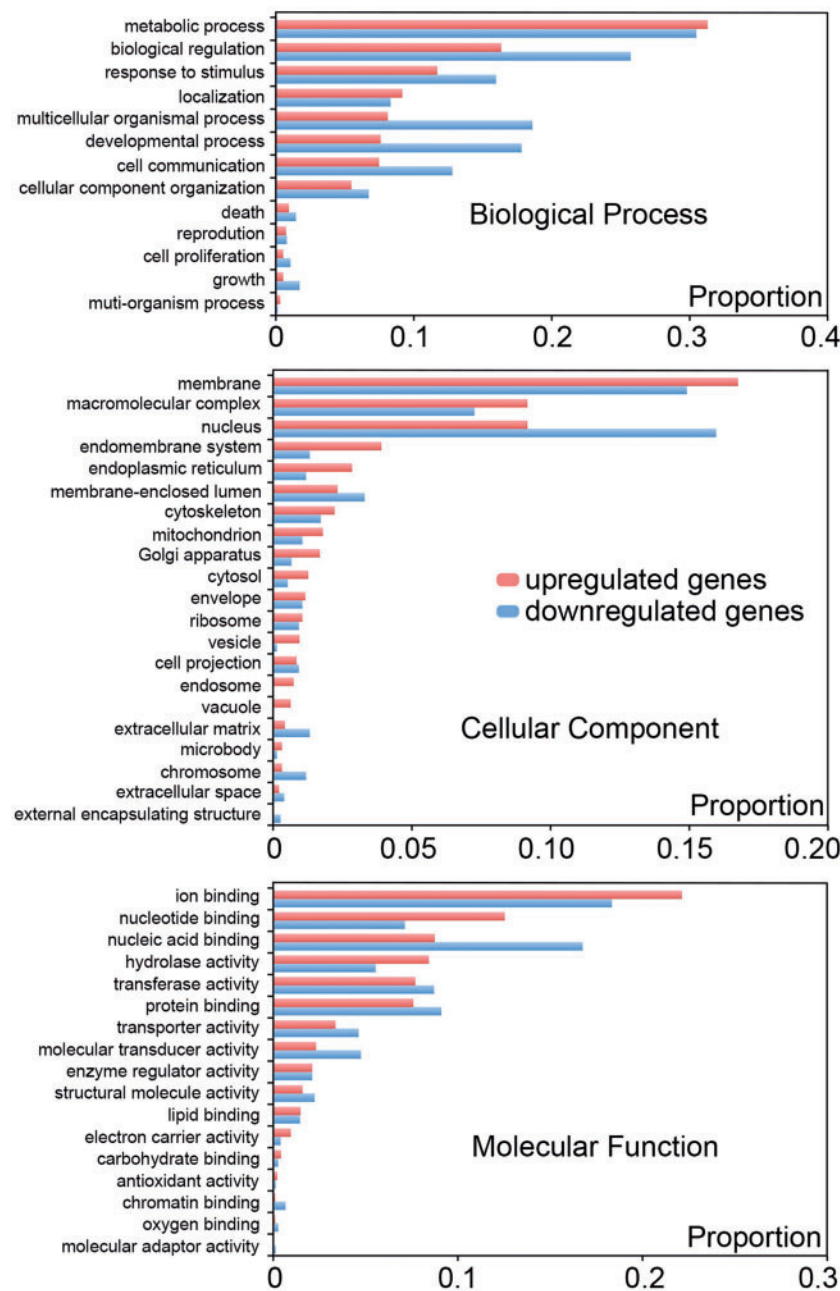 metabolic process
biological regulation
response to stimulus
localization
multicellular organismal process
developmental process
cell communication
cellular component organization
death
reprodution
cell proliferation
growth
muti-organism process
Biological Process
Proportion
0 0.1 0.2 0.3 0.4
membrane
macromolecular complex
nucleus
endomembrane system
endoplasmic reticulum
membrane-enclosed lumen
cytoskeleton
mitochondrion
Golgi apparatus
cytosol
envelope
ribosome
vesicle
cell projection
endosome
vacuole
extracellular matrix
microbody
chromosome
extracellular space
external encapsulating structure
upregulated genes
downregulated genes
Cellular Component
Proportion
0 0.05 0.10 0.15 0.20
ion binding
nucleotide binding
nucleic acid binding
hydrolase activity
transferase activity
protein binding
transporter activity
molecular transducer activity
enzyme regulator activity
structural molecule activity
lipid binding
electron carrier activity
carbohydrate binding
antioxidant activity
chromatin binding
oxygen binding
molecular adaptor activity
Molecular Function
Proportion
0 0.1 0.2 0.3